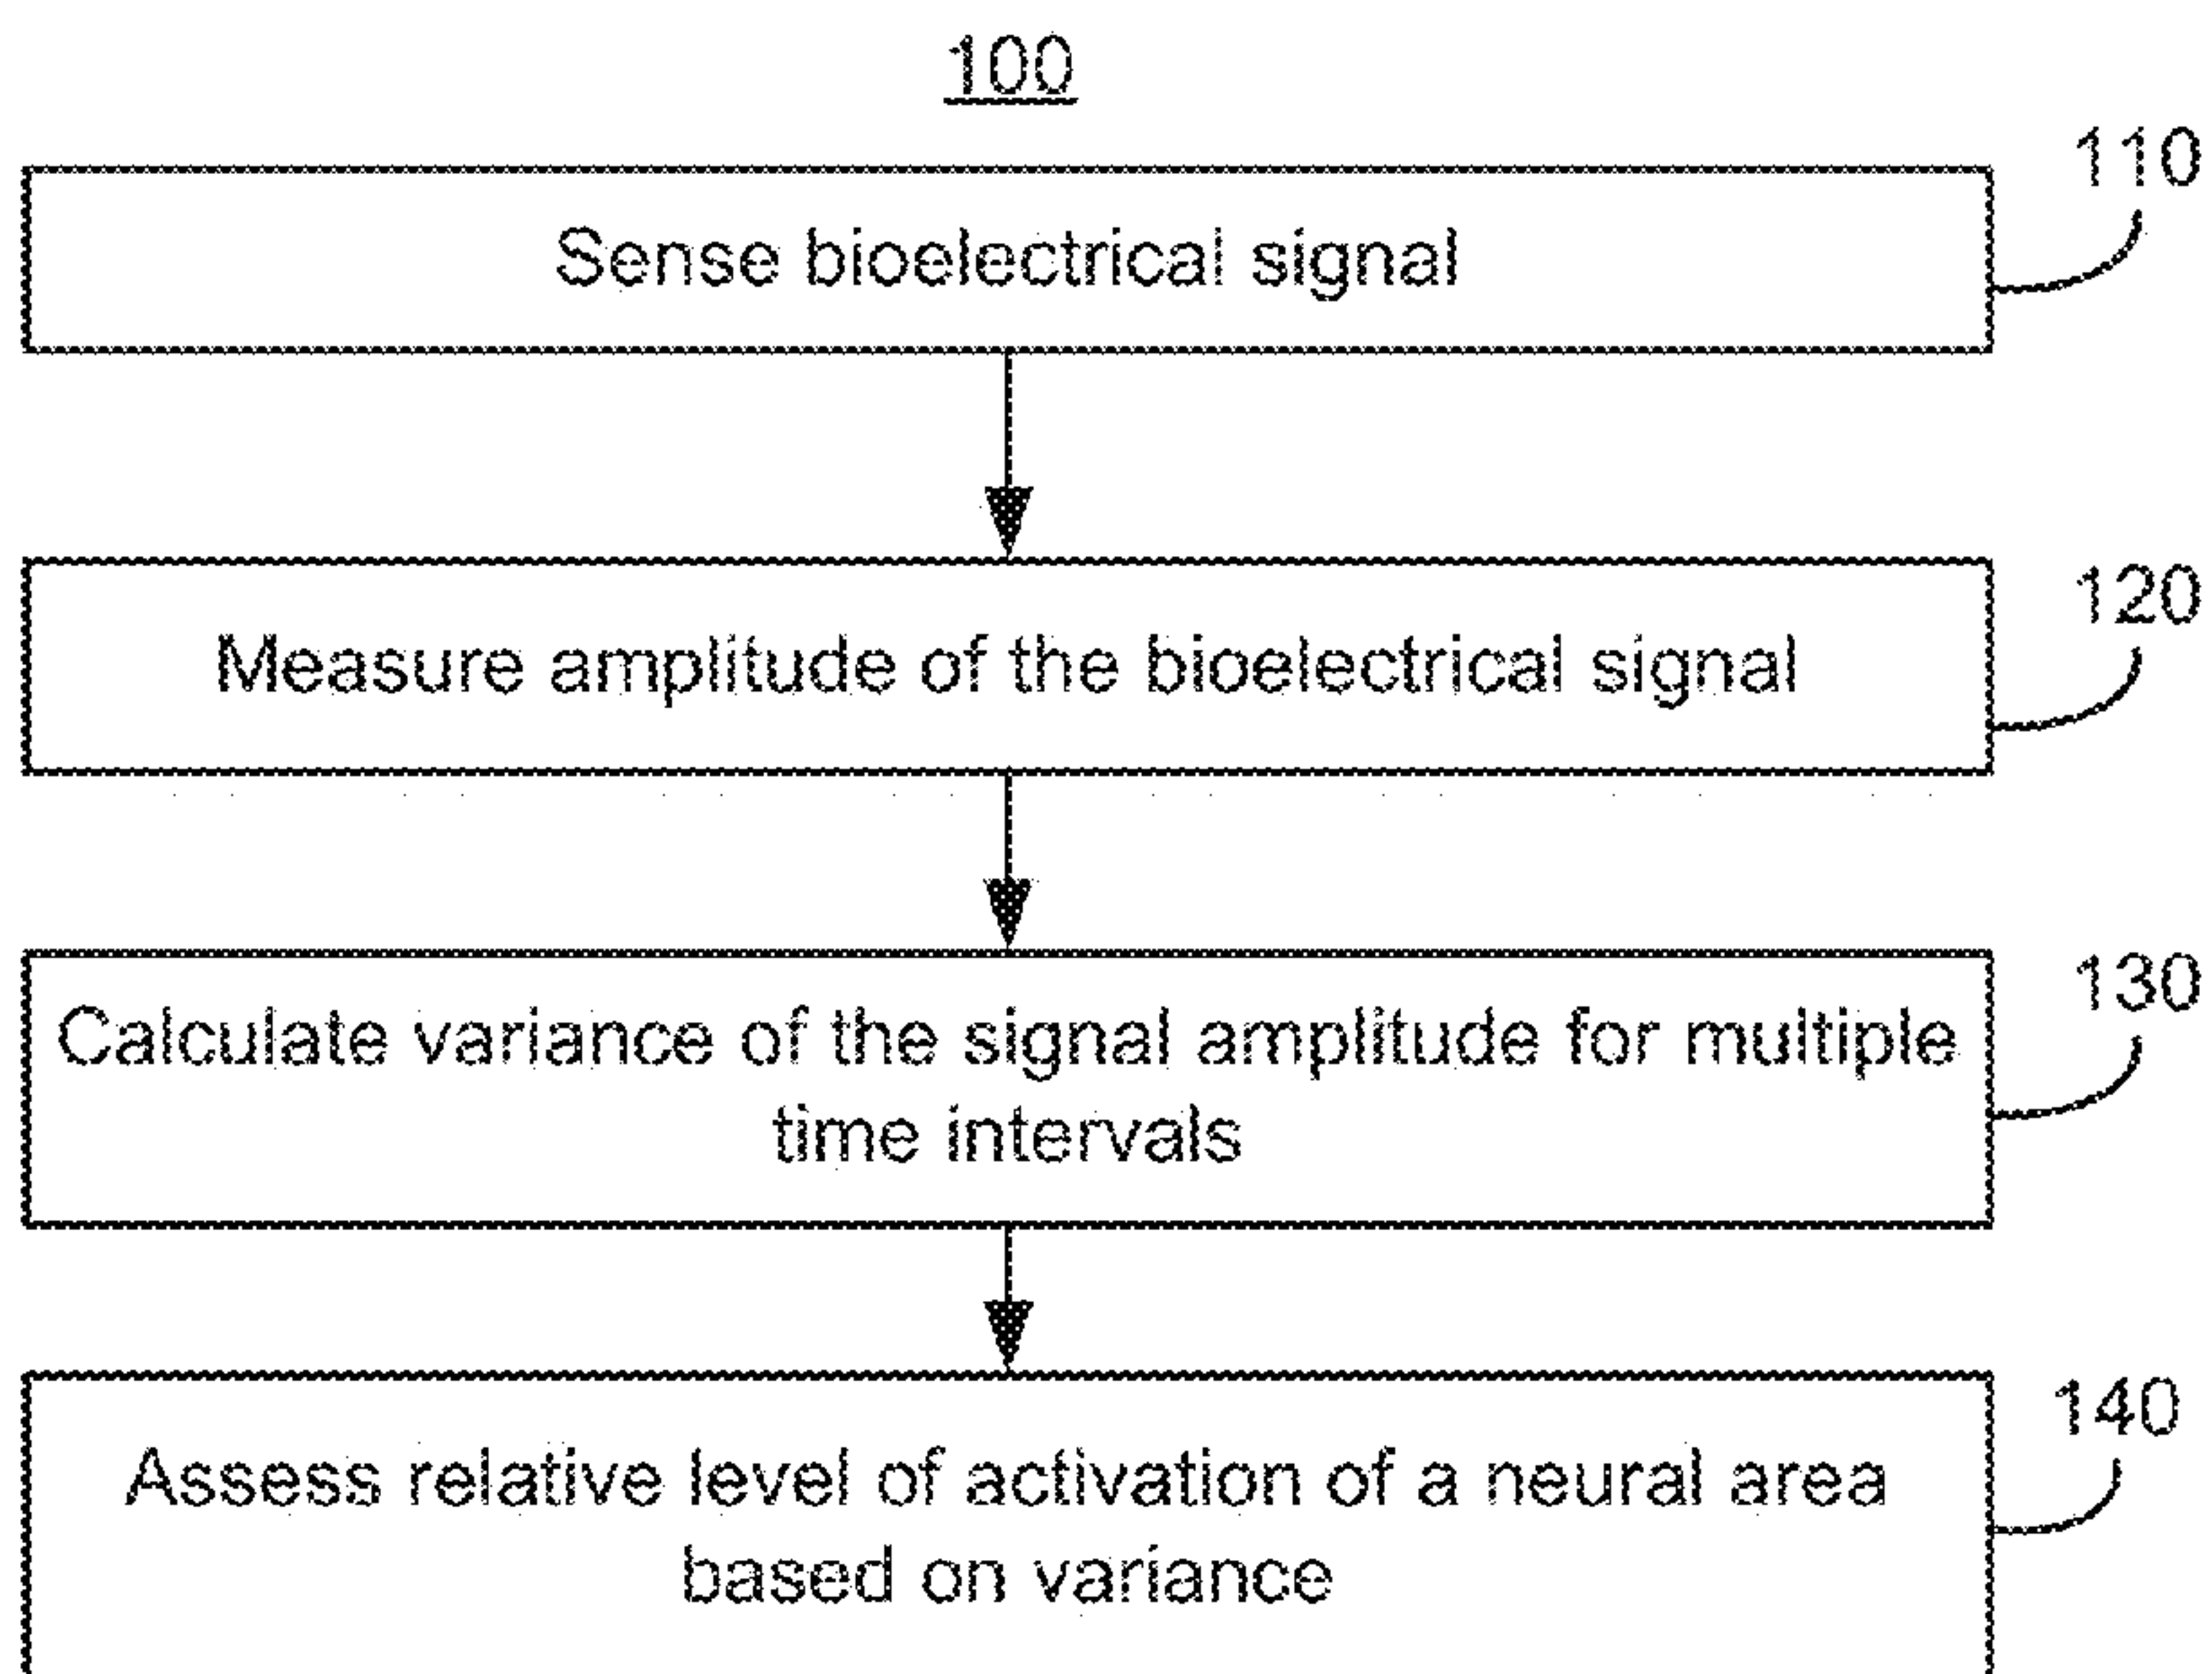 100
110
Sense bioelectrical signal
120
Measure amplitude of the bioelectrical signal
130
Calculate variance of the signal amplitude for multiple
time intervals
140
Assess relative level of activation of a neural area
based on variance